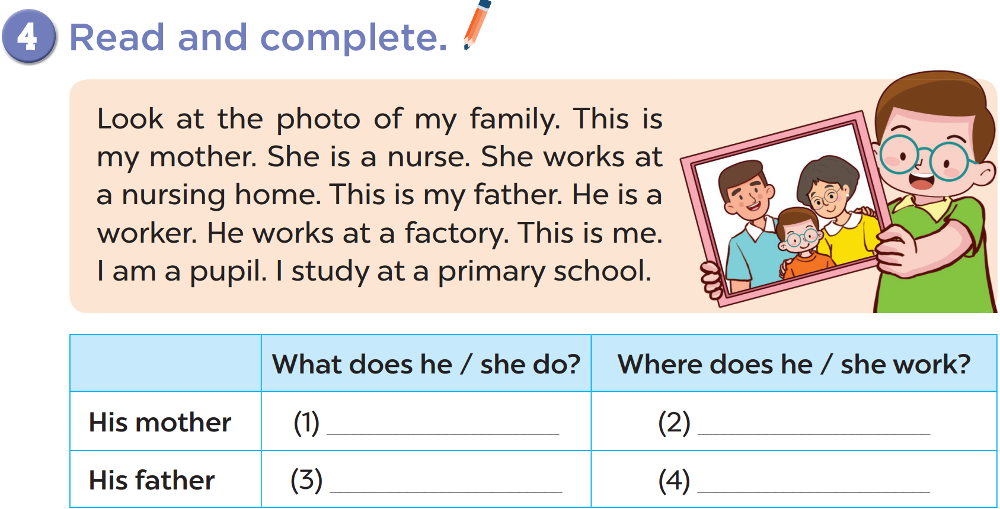 4 Read and complete.
Look at the photo of my family. This is
my mother. She is a nurse. She works at
a nursing home. This is my father. He is a
worker. He works at a factory. This is me.
I am a pupil. I study at a primary school.
What does he / she do? Where does he / she work?
His mother (1) ________________ (2) ________________
His father (3) ________________ (4) ________________